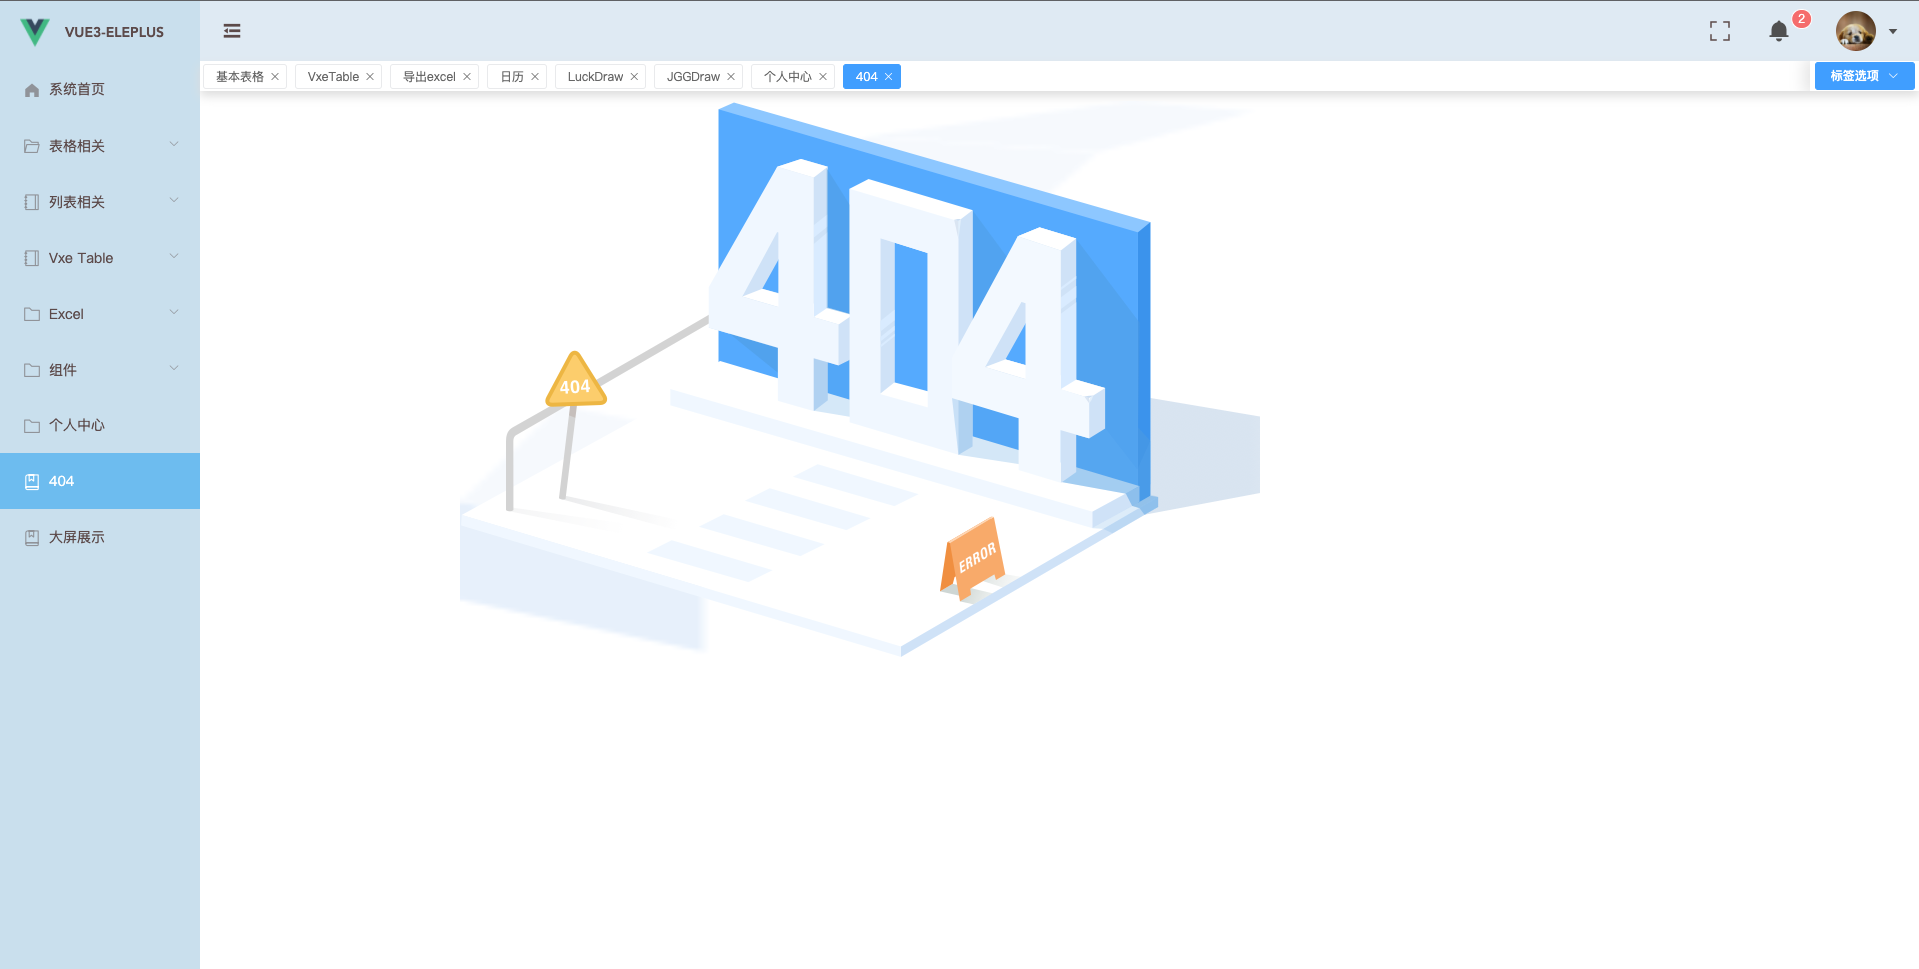 VUE3-ELEPLUS
2
基本表格
VxeTable
导出excel
日历
LuckDraw
JGGDraw
个人中心
404
标签选项
系统首页
表格相关
列表相关
Vxe Table
Excel
组件
个人中心
404
大屏展示
404
404
ERROR